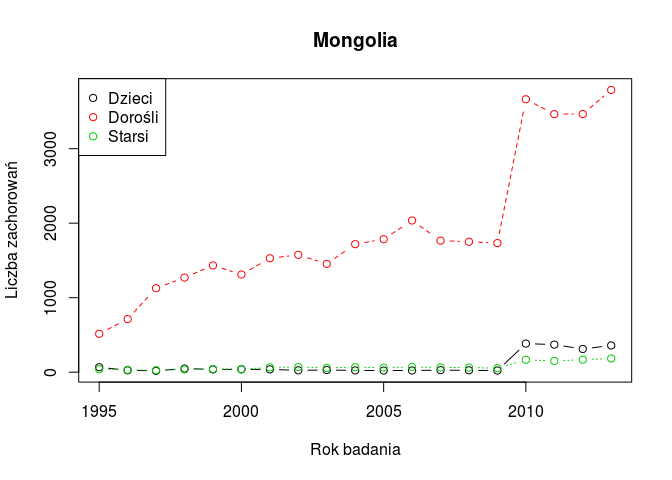 Mongolia
Dzieci
Dorośli
Starsi
Liczba zachorowań
3000
2000
1000
0
1995
2000
2005
2010
Rok badania